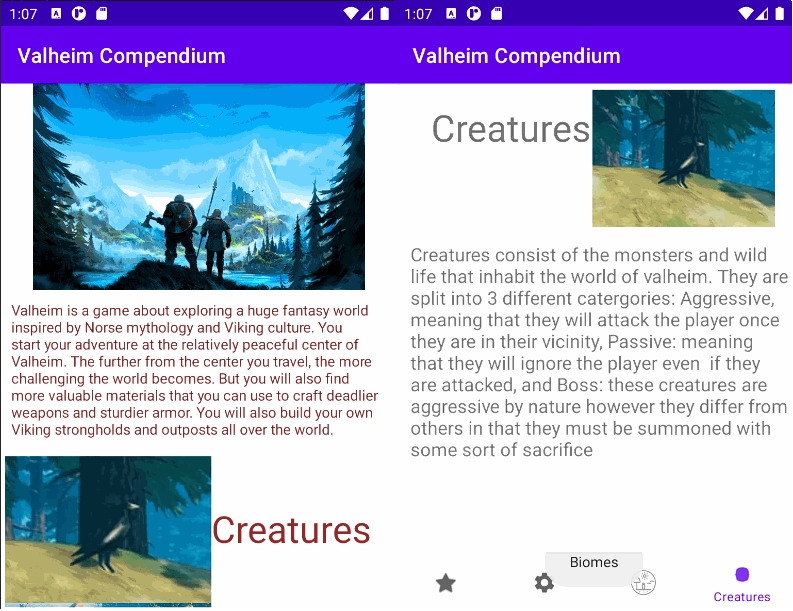 1:07
Valheim Compendium
Valheim is a game about exploring a huge fantasy world
inspired by Norse mythology and Viking culture. You
start your adventure at the relatively peaceful center of
Valheim. The further from the center you travel, the more
challenging the world becomes. But you will also find
more valuable materials that you can use to craft deadlier
weapons and sturdier armor. You will also build your own
Viking strongholds and outposts all over the world.
Creatures
1:07
Valheim Compendium
Creatures
Creatures consist of the monsters and wild
life that inhabit the world of valheim. They are
split into 3 different catergories: Aggressive,
meaning that they will attack the player once
they are in their vicinity, Passive: meaning
that they will ignore the player even  if they
are attacked, and Boss: these creatures are
aggressive by nature however they differ from
others in that they must be summoned with
some sort of sacrifice
Biomes
Creatures